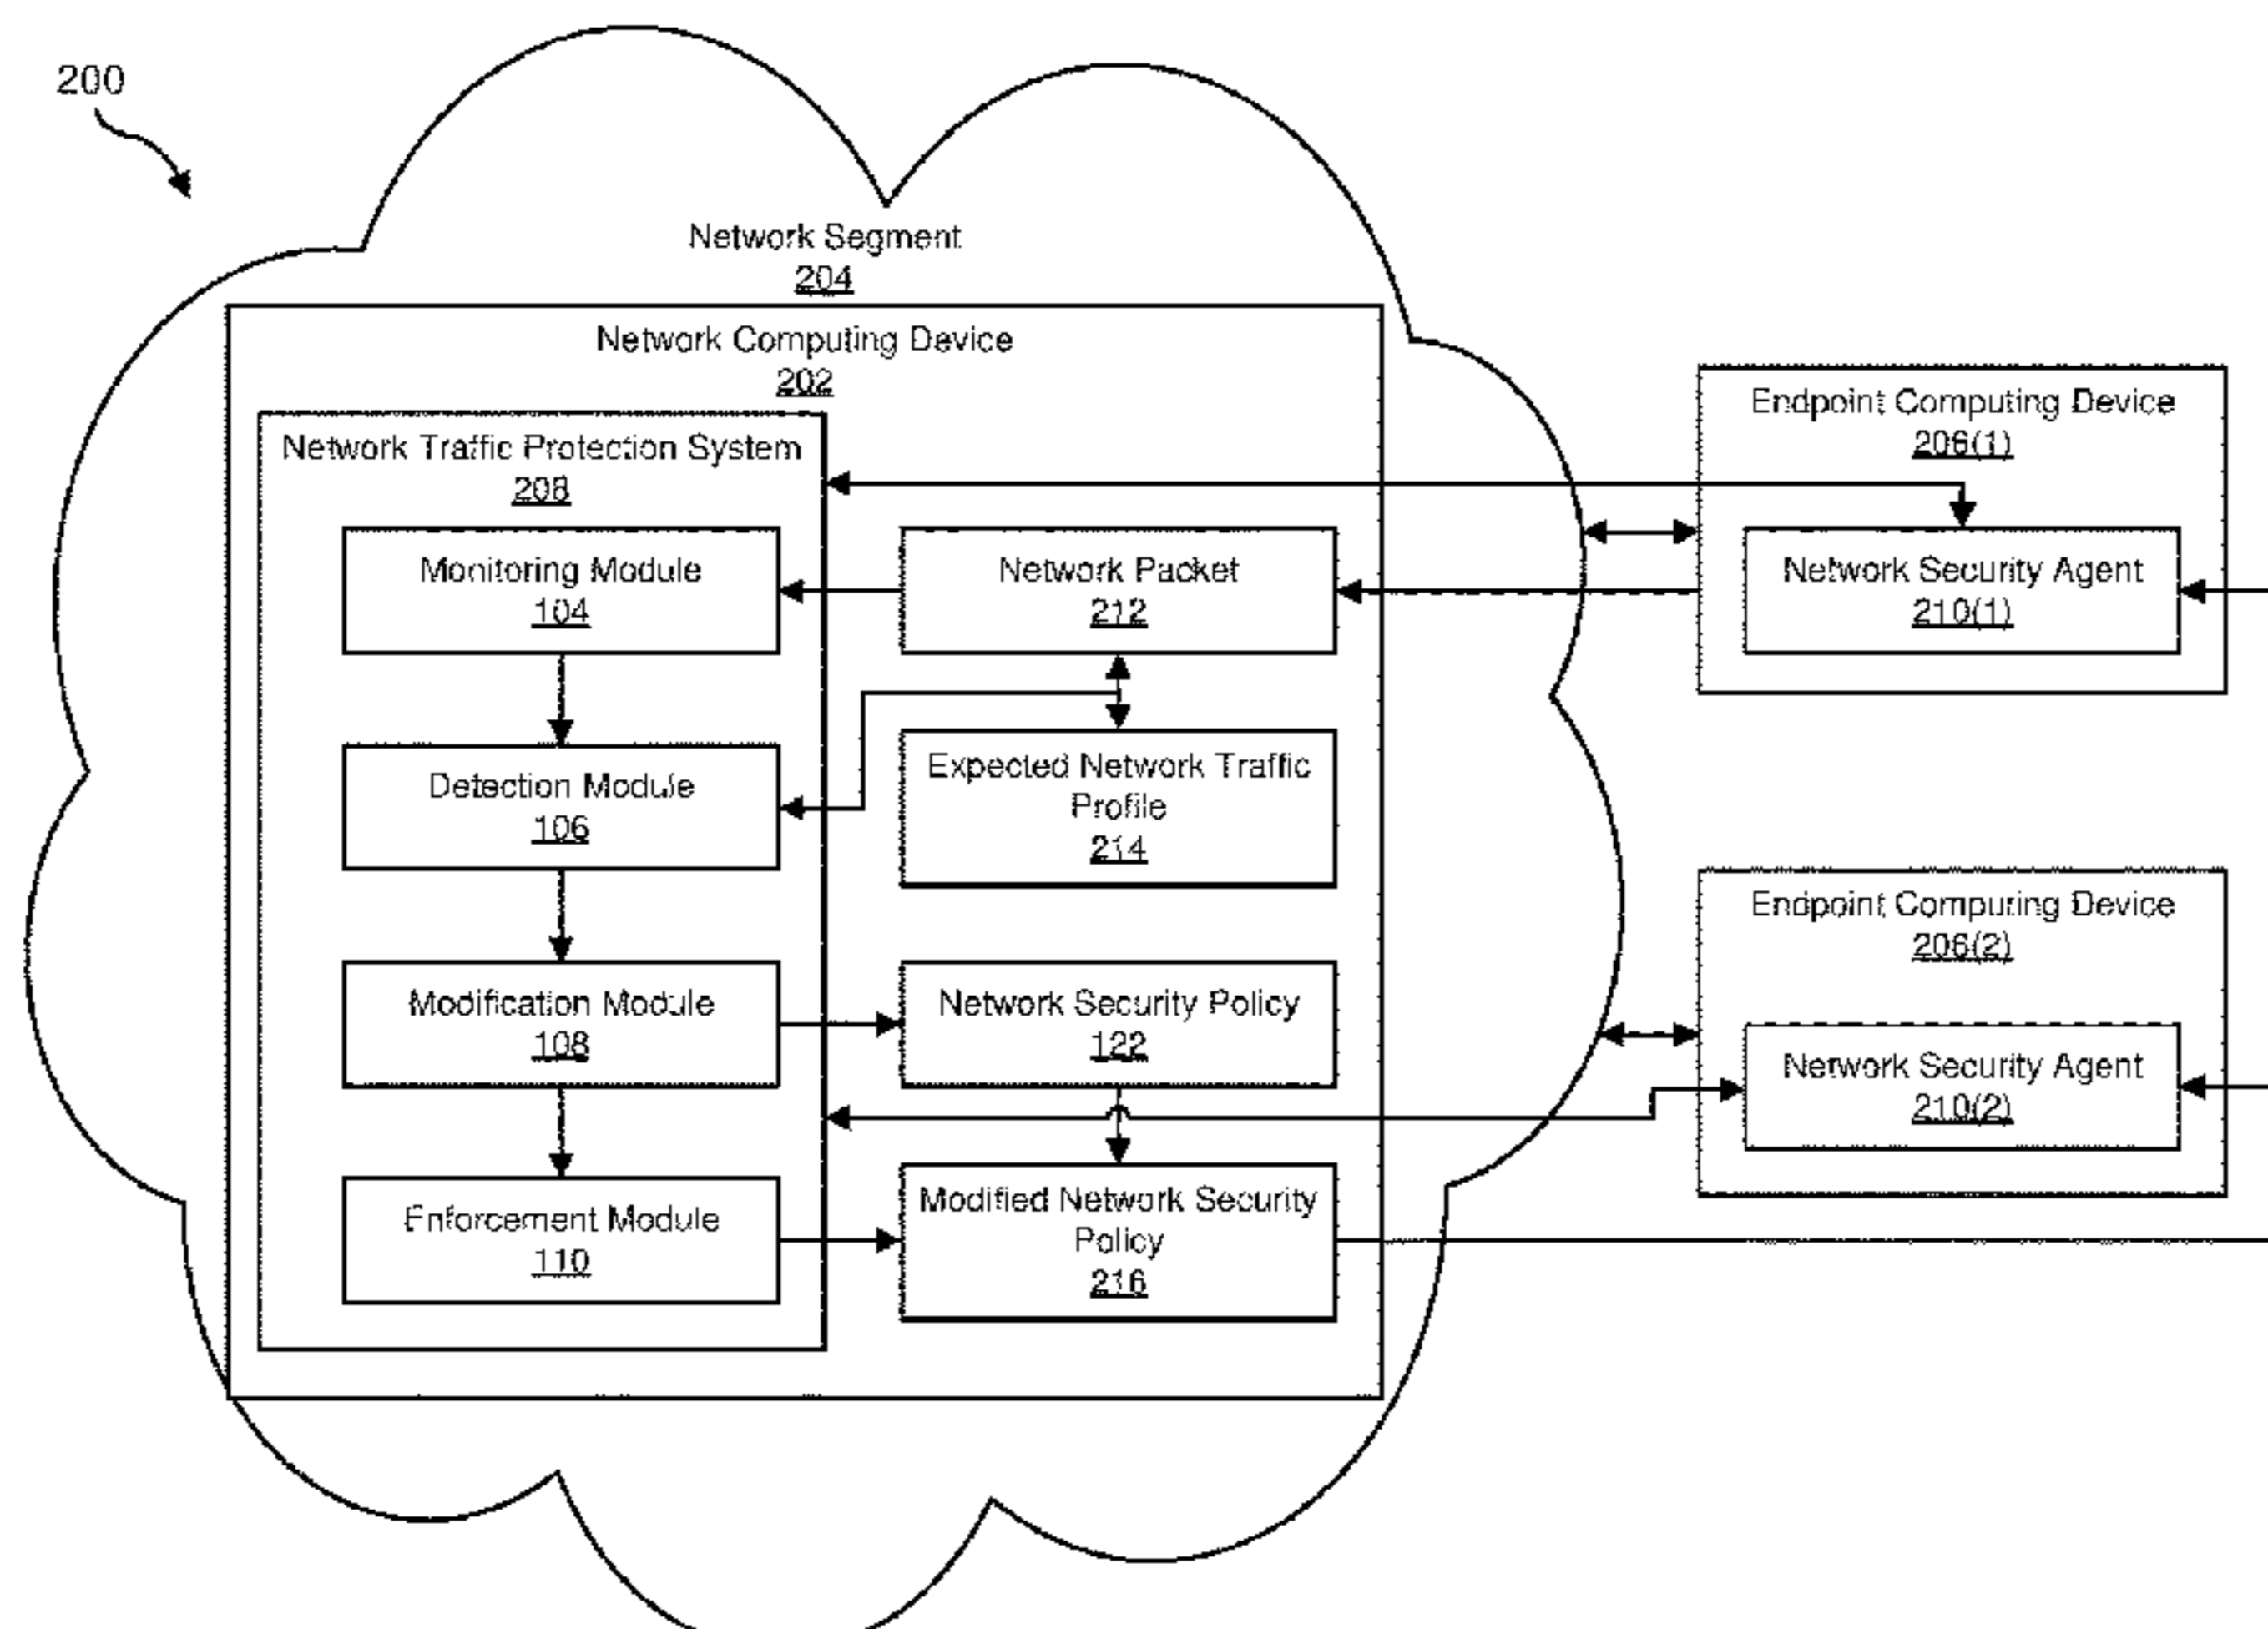 200
Network Segment
204
Network Computing Device
202
Network Traffic Protection System
208
Monitoring Module
104
Detection Module
106
Modification Module
108
Enforcement Module
110
Network Packet
212
Expected Network Traffic
Profile
214
Network Security Policy
122
Modified Network Security
Policy
216
Endpoint Computing Device
206(1)
Network Security Agent
210(1)
Endpoint Computing Device
206(2)
Network Security Agent
210(2)